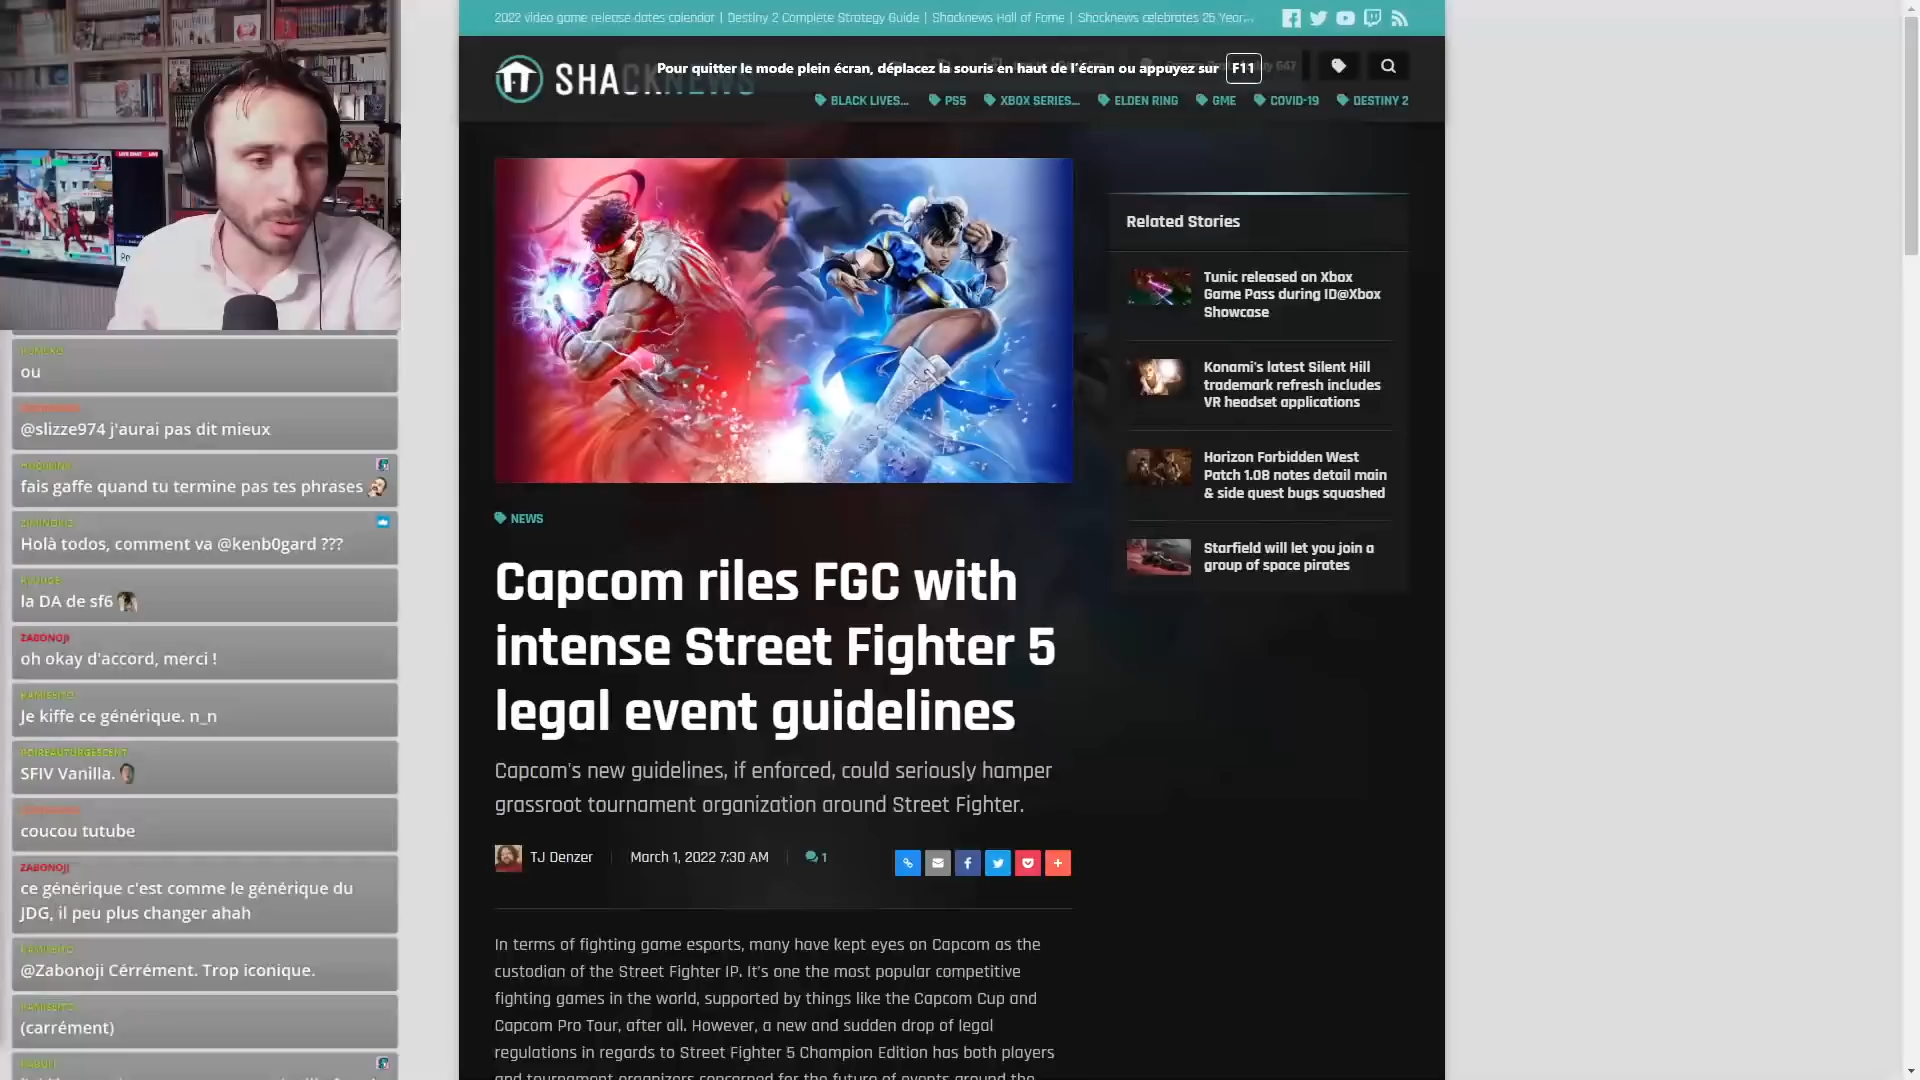 2022 video game release dates calendar | Destiny 2 Complete Strategy Guide | Shacknews Hall of Fame | Shacknews celebrates 25 Year...
SHACKNEWS
Pour quitter le mode plein écran, déplacez la souris en haut de l'écran ou appuyez sur F11
BLACK LIVES... PS5 XBOX SERIES... ELDEN RING GME COVID-19 DESTINY 2
ou
@slizze974 j'aurai pas dit mieux
fais gaffe quand tu termine pas tes phrases
Holà todos, comment va @kenb0gard ???
la DA de sf6
ZABONOJI
oh okay d'accord, merci !
KAMISEITO
Je kiffe ce générique. n_n
POIREAUTURGESCENT
SFIV Vanilla.
coucou tutube
ZABONOJI
ce générique c'est comme le générique du
JDG, il peu plus changer ahah
KAMISEITO
@Zabonoji Cérrément. Trop iconique.
KAMISEITO
(carrément)
NEWS
Capcom riles FGC with
intense Street Fighter 5
legal event guidelines
Capcom's new guidelines, if enforced, could seriously hamper
grassroot tournament organization around Street Fighter.
TJ Denzer March 1, 2022 7:30 AM 1
In terms of fighting game esports, many have kept eyes on Capcom as the
custodian of the Street Fighter IP. It's one the most popular competitive
fighting games in the world, supported by things like the Capcom Cup and
Capcom Pro Tour, after all. However, a new and sudden drop of legal
regulations in regards to Street Fighter 5 Champion Edition has both players
and tournament organizers concerned for the future of events around the
Related Stories
Tunic released on Xbox
Game Pass during ID@Xbox
Showcase
Konami's latest Silent Hill
trademark refresh includes
VR headset applications
Horizon Forbidden West
Patch 1.08 notes detail main
& side quest bugs squashed
Starfield will let you join a
group of space pirates